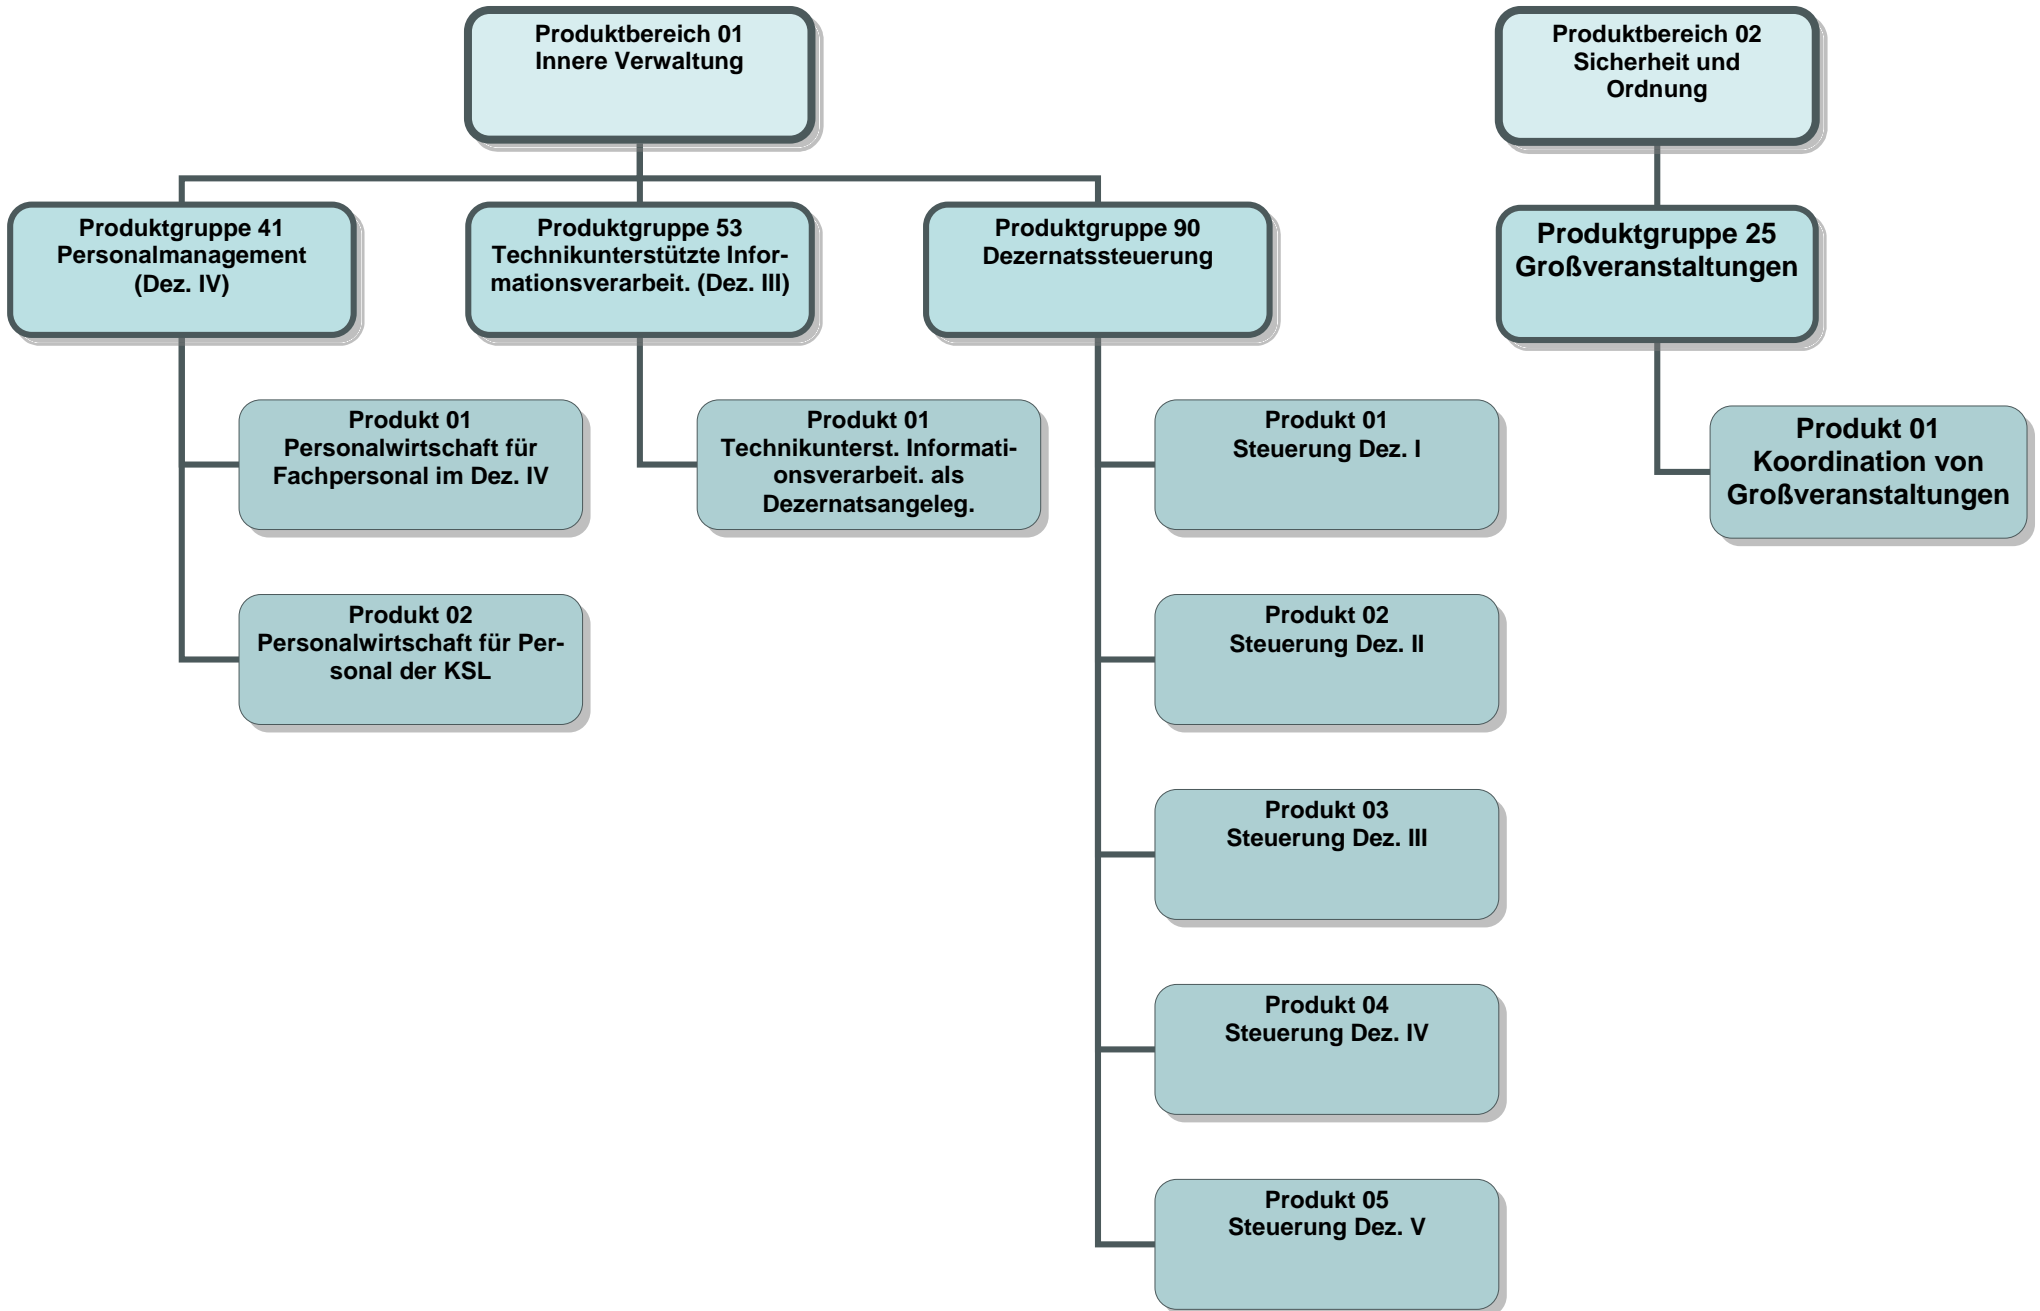 Produktbereich 01
Innere Verwaltung
Produktbereich 02
Sicherheit und
Ordnung
Produktgruppe 41
Personalmanagement
(Dez. IV)
Produktgruppe 53
Technikunterstützte Infor-
mationsverarbeit. (Dez. III)
Produktgruppe 90
Dezernatssteuerung
Produktgruppe 25
Großveranstaltungen
Produkt 01
Personalwirtschaft für
Fachpersonal im Dez. IV
Produkt 01
Technikunterst. Informati-
onsverarbeit. als
Dezernatsangeleg.
Produkt 01
Steuerung Dez. I
Produkt 01
Koordination von
Großveranstaltungen
Produkt 02
Personalwirtschaft für Per-
sonal der KSL
Produkt 02
Steuerung Dez. II
Produkt 03
Steuerung Dez. III
Produkt 04
Steuerung Dez. IV
Produkt 05
Steuerung Dez. V